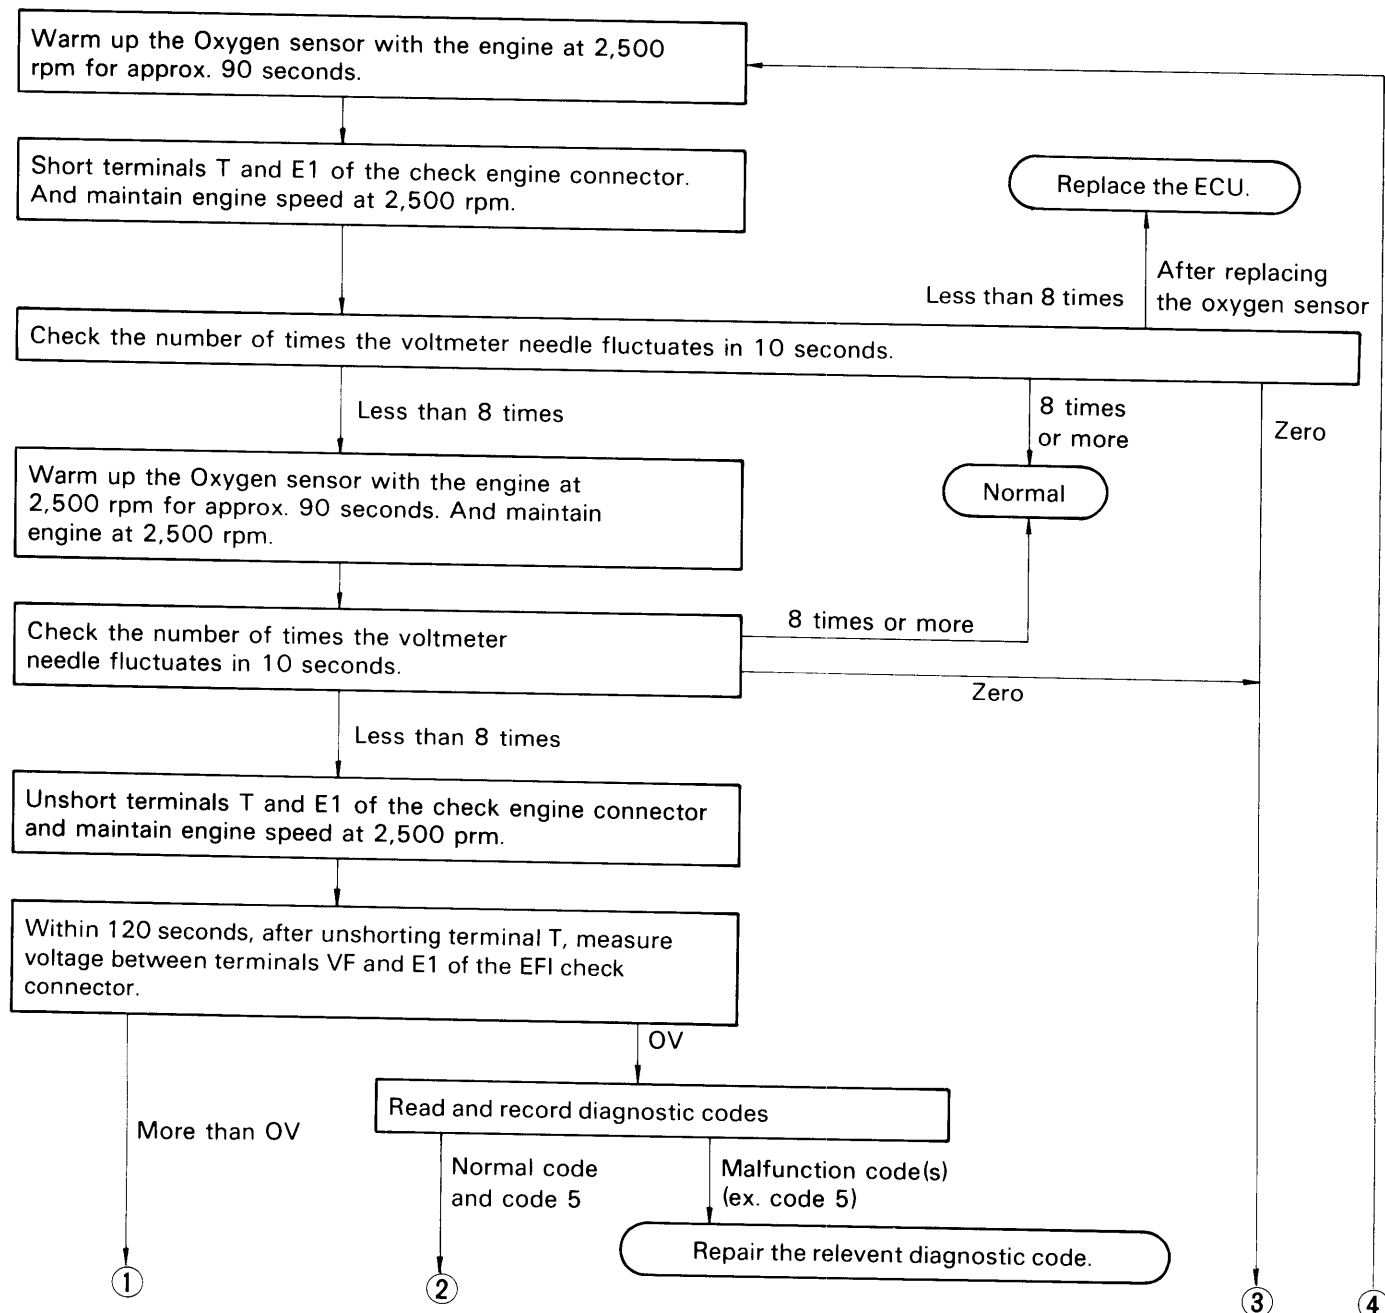 Warm up the Oxygen sensor with the engine at 2,500
rpm for approx. 90 seconds.
Short terminals T and E1 of the check engine connector.
And maintain engine speed at 2,500 rpm.
Replace the ECU.
Less than 8 times
After replacing
the oxygen sensor
Check the number of times the voltmeter needle fluctuates in 10 seconds.
Less than 8 times
8 times
or more
Zero
Warm up the Oxygen sensor with the engine at
2,500 rpm for approx. 90 seconds. And maintain
engine at 2,500 rpm.
Normal
Check the number of times the voltmeter
needle fluctuates in 10 seconds.
8 times or more
Zero
Less than 8 times
Unshort terminals T and E1 of the check engine connector
and maintain engine speed at 2,500 prm.
Within 120 seconds, after unshorting terminal T, measure
voltage between terminals VF and E1 of the EFI check
connector.
OV
More than OV
Read and record diagnostic codes
Normal code
and code 5
Malfunction code(s)
(ex. code 5)
Repair the relevent diagnostic code.
1
2
3
4